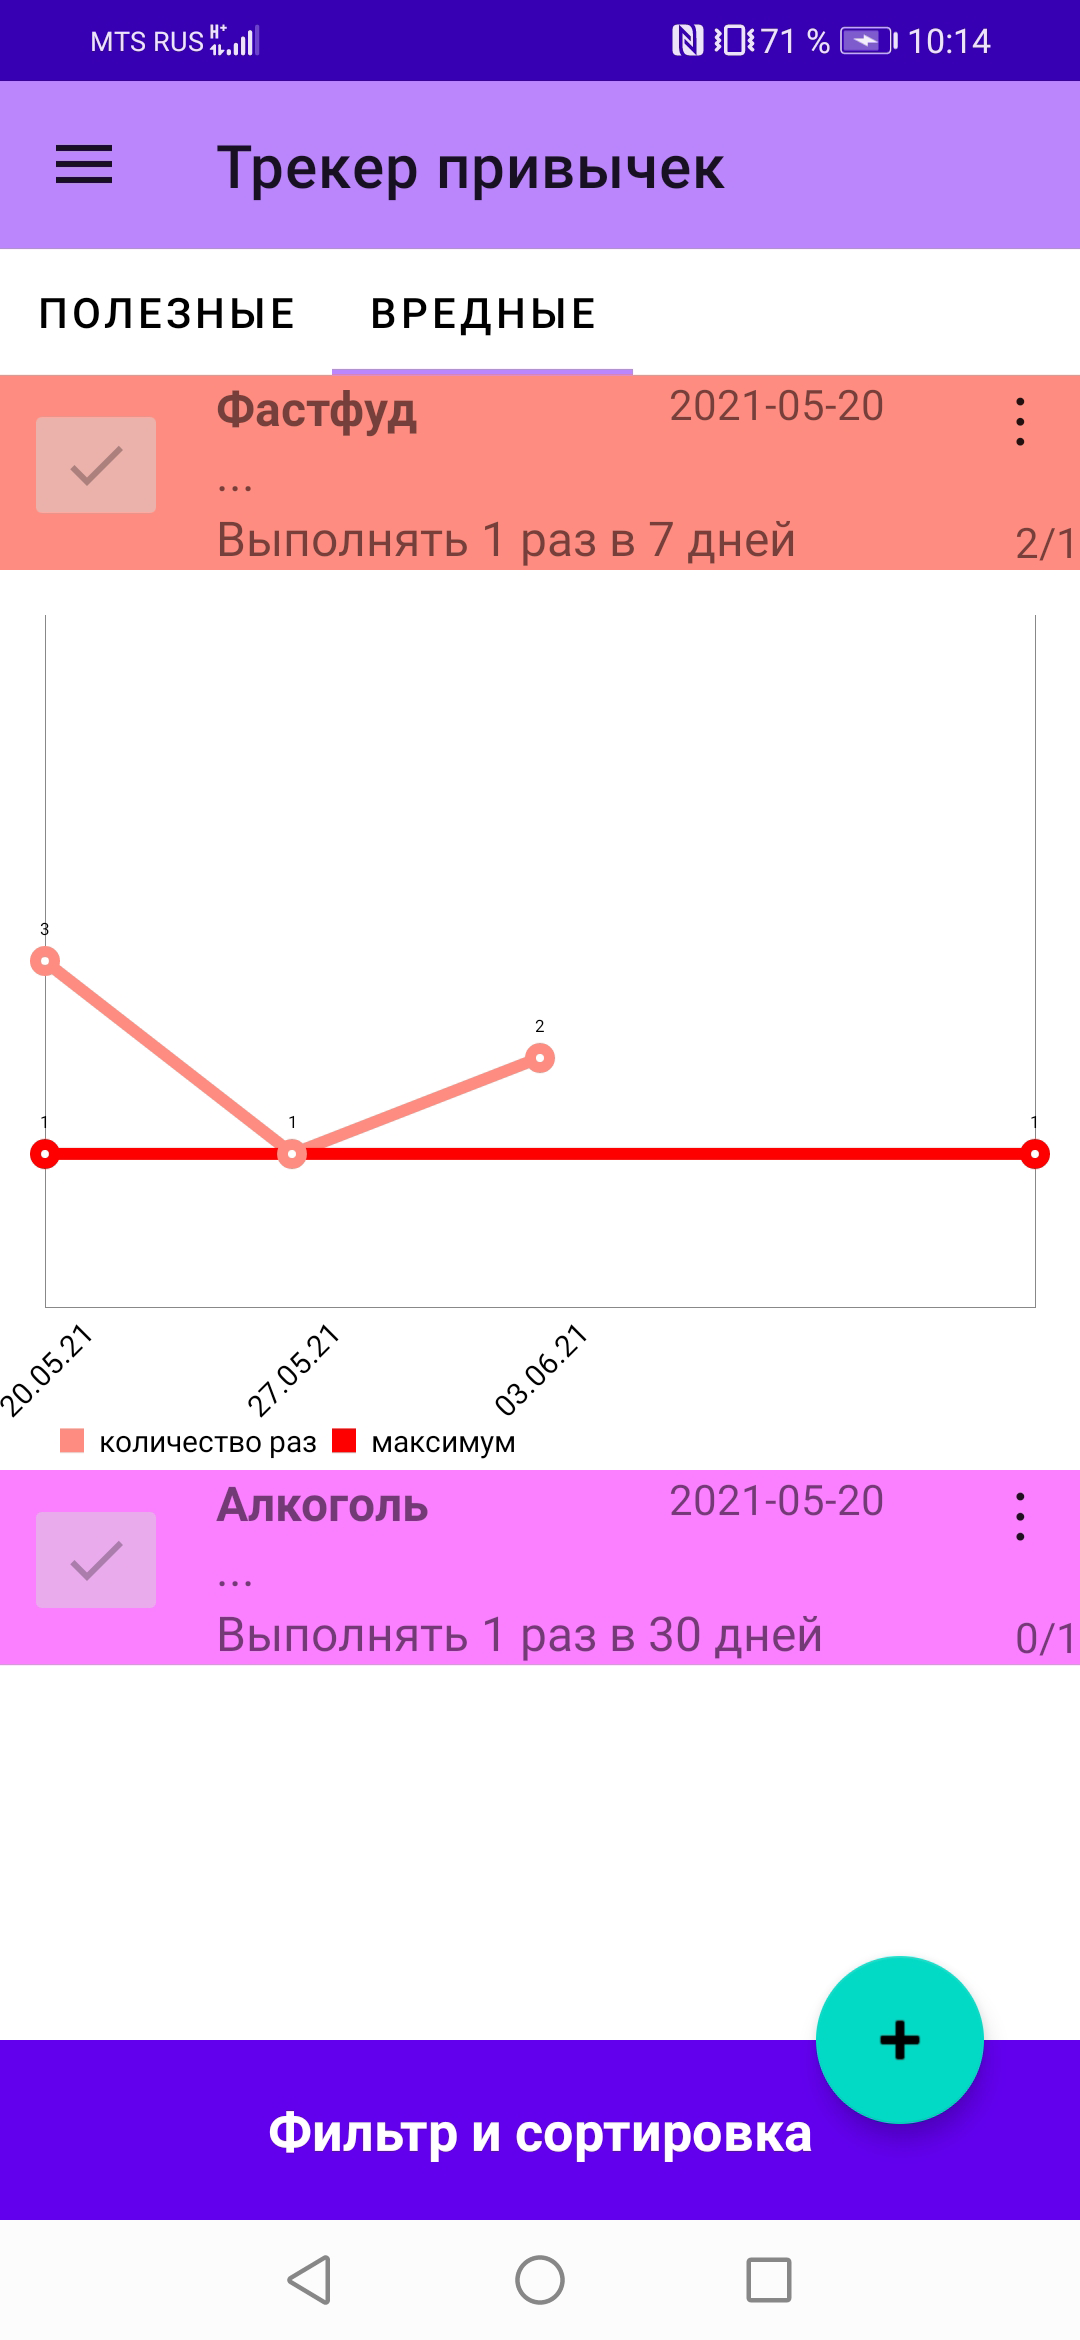 MTS RUS H+ 71 % 10:14
Трекер привычек
ПОЛЕЗНЫЕ ВРЕДНЫЕ
Фастфуд 2021-05-20
...
Выполнять 1 раз в 7 дней 2/1
3
2
1 1 1
20.05.21 27.05.21 03.06.21
количество раз максимум
Алкоголь 2021-05-20
...
Выполнять 1 раз в 30 дней 0/1
Фильтр и сортировка